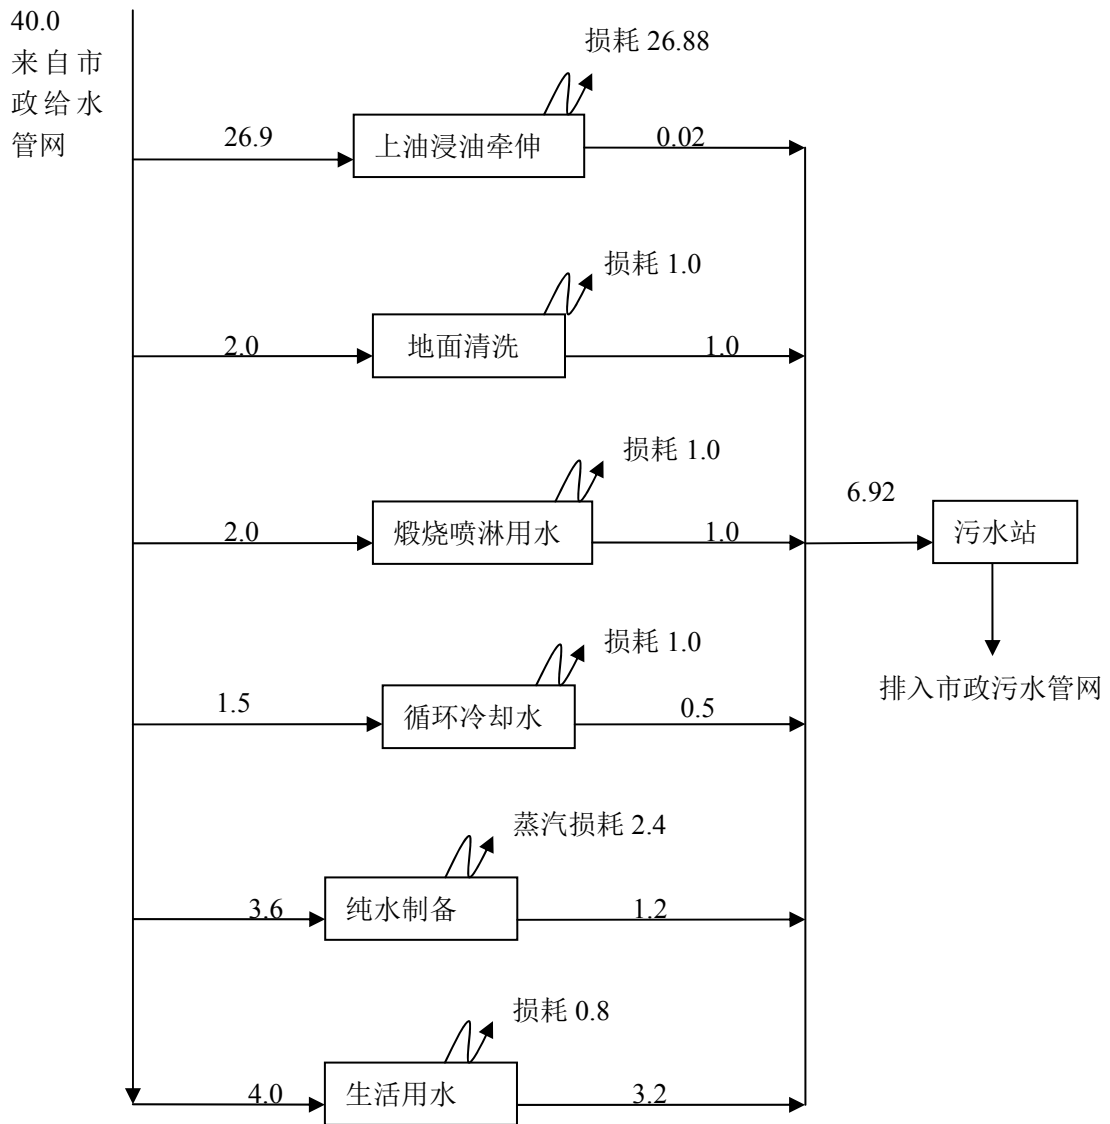 40.0
来自市
政给水
管网
损耗 26.88
26.9
上油浸油牵伸
0.02
损耗 1.0
2.0
地面清洗
1.0
损耗 1.0
2.0
煅烧喷淋用水
1.0
6.92
污水站
排入市政污水管网
损耗 1.0
1.5
循环冷却水
0.5
蒸汽损耗 2.4
3.6
纯水制备
1.2
损耗 0.8
4.0
生活用水
3.2